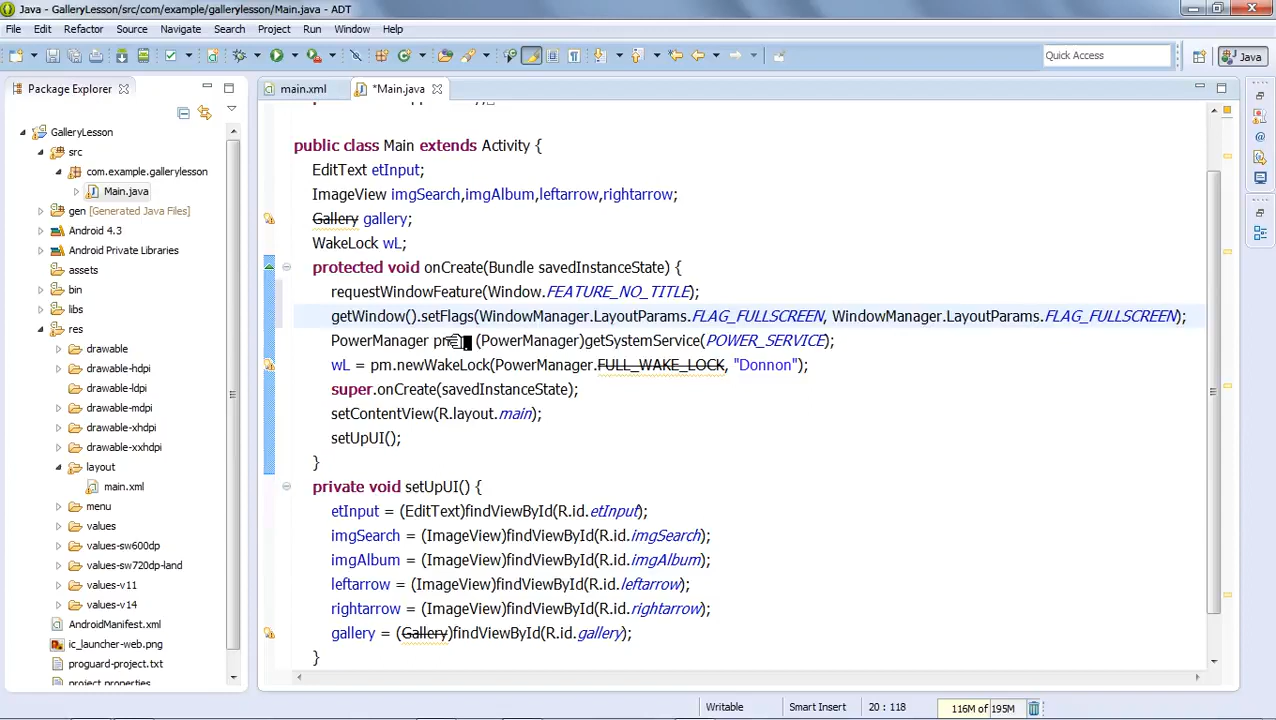 Java - GalleryLesson/src/com/example/gallerylesson/Main.java - ADT
File Edit Refactor Source Navigate Search Project Run Window Help
Quick Access
Java
Package Explorer
main.xml
*Main.java
GalleryLesson
src
com.example.gallerylesson
Main.java
gen [Generated Java Files]
Android 4.3
Android Private Libraries
assets
bin
libs
res
drawable
drawable-hdpi
drawable-ldpi
drawable-mdpi
drawable-xhdpi
drawable-xxhdpi
layout
main.xml
menu
values
values-sw600dp
values-sw720dp-land
values-v11
values-v14
AndroidManifest.xml
ic_launcher-web.png
proguard-project.txt
project.properties
public class Main extends Activity {
EditText etInput;
ImageView imgSearch,imgAlbum,leftarrow,rightarrow;
Gallery gallery;
WakeLock wL;
protected void onCreate(Bundle savedInstanceState) {
requestWindowFeature(Window.FEATURE_NO_TITLE);
getWindow().setFlags(WindowManager.LayoutParams.FLAG_FULLSCREEN, WindowManager.LayoutParams.FLAG_FULLSCREEN);
PowerManager pm (PowerManager)getSystemService(POWER_SERVICE);
wL = pm.newWakeLock(PowerManager.FULL_WAKE_LOCK, "Donnon");
super.onCreate(savedInstanceState);
setContentView(R.layout.main);
setUpUI();
}
private void setUpUI() {
etInput = (EditText)findViewById(R.id.etInput);
imgSearch = (ImageView)findViewById(R.id.imgSearch);
imgAlbum = (ImageView)findViewById(R.id.imgAlbum);
leftarrow = (ImageView)findViewById(R.id.leftarrow);
rightarrow = (ImageView)findViewById(R.id.rightarrow);
gallery = (Gallery)findViewById(R.id.gallery);
}
Writable Smart Insert 20 : 118 116M of 195M